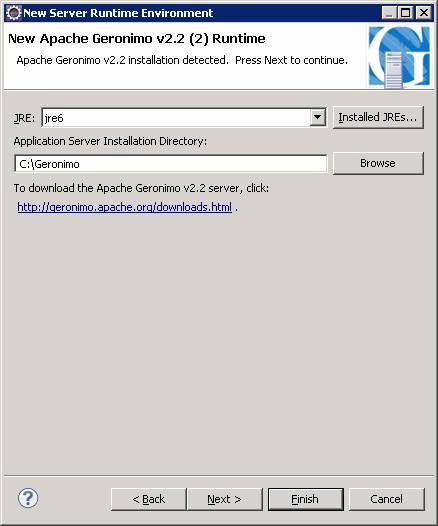 New Server Runtime Environment
New Apache Geronimo v2.2 (2) Runtime
Apache Geronimo v2.2 installation detected. Press Next to continue.
G
JRE: jre6 Installed JREs...
Application Server Installation Directory:
C:\Geronimo Browse
To download the Apache Geronimo v2.2 server, click:
http://geronimo.apache.org/downloads.html .
? < Back Next > Finish Cancel